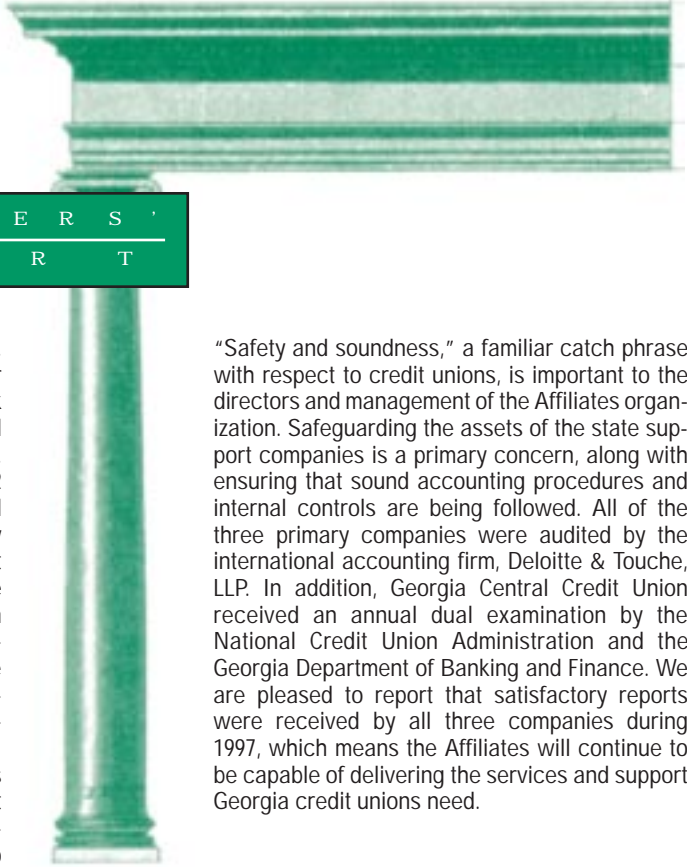 E R S '
R T
“Safety and soundness,” a familiar catch phrase
with respect to credit unions, is important to the
directors and management of the Affiliates organ-
ization. Safeguarding the assets of the state sup-
port companies is a primary concern, along with
ensuring that sound accounting procedures and
internal controls are being followed. All of the
three primary companies were audited by the
international accounting firm, Deloitte & Touche,
LLP. In addition, Georgia Central Credit Union
received an annual dual examination by the
National Credit Union Administration and the
Georgia Department of Banking and Finance. We
are pleased to report that satisfactory reports
were received by all three companies during
1997, which means the Affiliates will continue to
be capable of delivering the services and support
Georgia credit unions need.